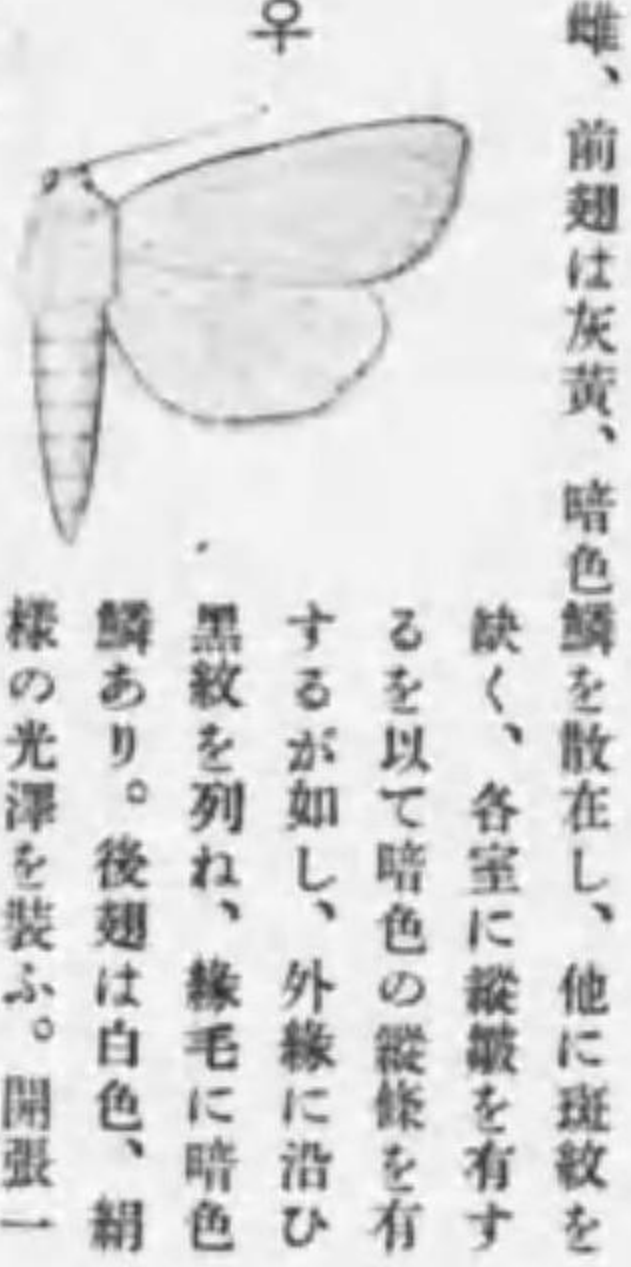 ♀
雌、前翅は灰黄、暗色鱗を散在し、他に斑紋を
缺く、各室に縱皺を有す
るを以て暗色の縱條を有
するが如し、外緣に沿ひ
黑紋を列ね、緣毛に暗色
鱗あり。後翅は白色、絹
樣の光澤を裝ふ。開張一